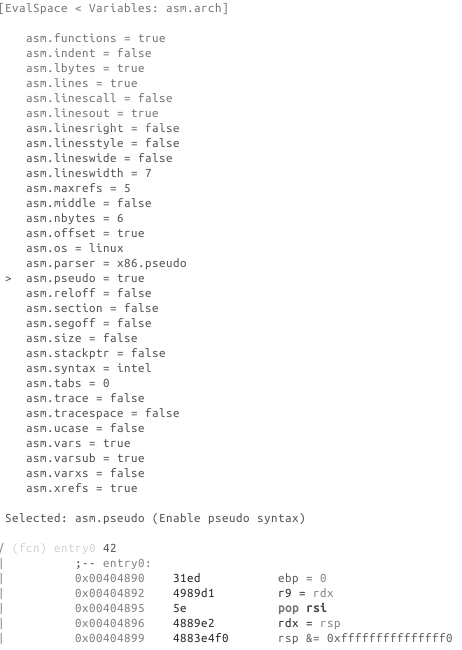 [EvalSpace < Variables: asm.arch]
asm.functions = true
asm.indent = false
asm.lbytes = true
asm.lines = true
asm.linescall = false
asm.linesout = true
asm.linesright = false
asm.linesstyle = false
asm.lineswide = false
asm.lineswidth = 7
asm.maxrefs = 5
asm.middle = false
asm.nbytes = 6
asm.offset = true
asm.os = linux
asm.parser = x86.pseudo
> asm.pseudo = true
asm.reloff = false
asm.section = false
asm.segoff = false
asm.size = false
asm.stackptr = false
asm.syntax = intel
asm.tabs = 0
asm.trace = false
asm.tracespace = false
asm.ucase = false
asm.vars = true
asm.varsub = true
asm.varxs = false
asm.xrefs = true
Selected: asm.pseudo (Enable pseudo syntax)
/ (fcn) entry0 42
| ;-- entry0:
| 0x00404890 31ed ebp = 0
| 0x00404892 4989d1 r9 = rdx
| 0x00404895 5e pop rsi
| 0x00404896 4889e2 rdx = rsp
| 0x00404899 4883e4f0 rsp &= 0xfffffffffffffff0